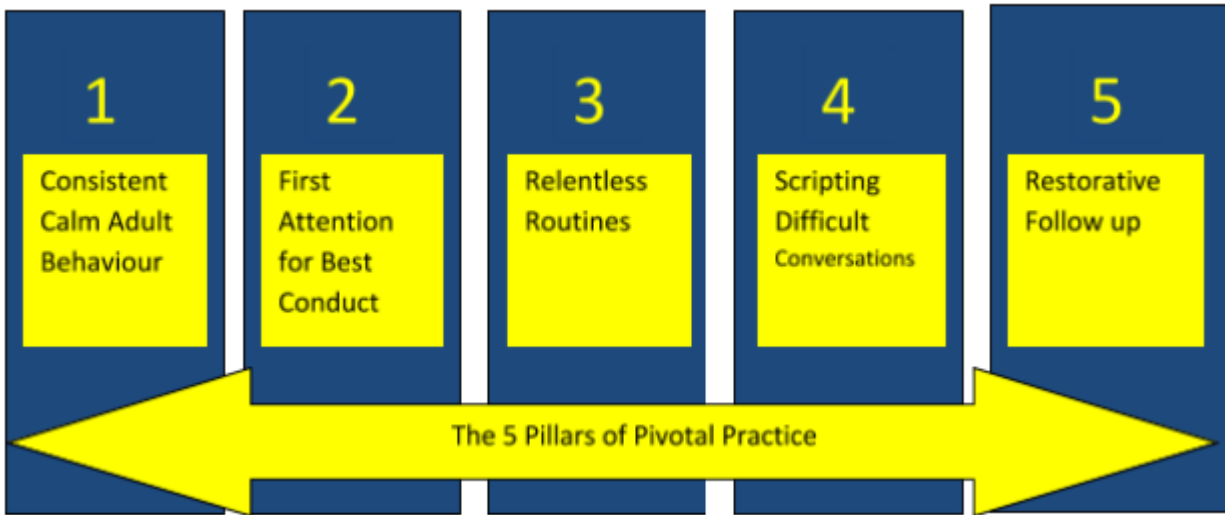 1
Consistent
Calm Adult
Behaviour
2
First
Attention
for Best
Conduct
3
Relentless
Routines
4
Scripting
Difficult
Conversations
5
Restorative
Follow up
The 5 Pillars of Pivotal Practice